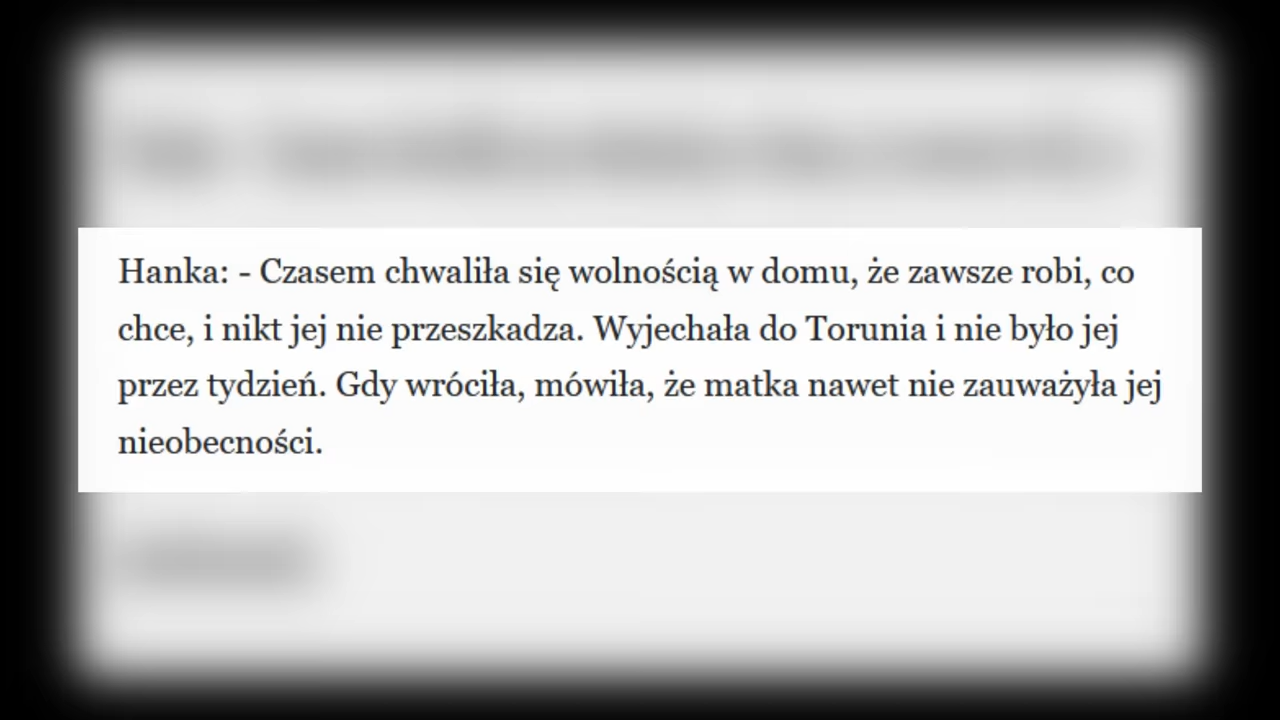 Hanka: - Czasem chwaliła się wolnością w domu, że zawsze robi, co
chce, i nikt jej nie przeszkadza. Wyjechała do Torunia i nie było jej
przez tydzień. Gdy wróciła, mówiła, że matka nawet nie zauważyła jej
nieobecności.